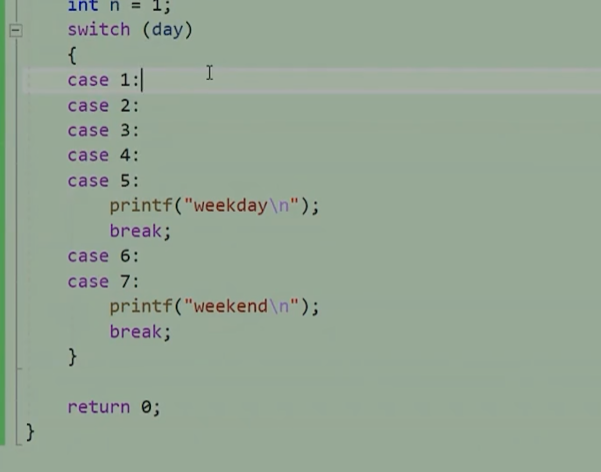 int n = 1;
switch (day)
{
case 1:
case 2:
case 3:
case 4:
case 5:
printf("weekday\n");
break;
case 6:
case 7:
printf("weekend\n");
break;
}
return 0;
}